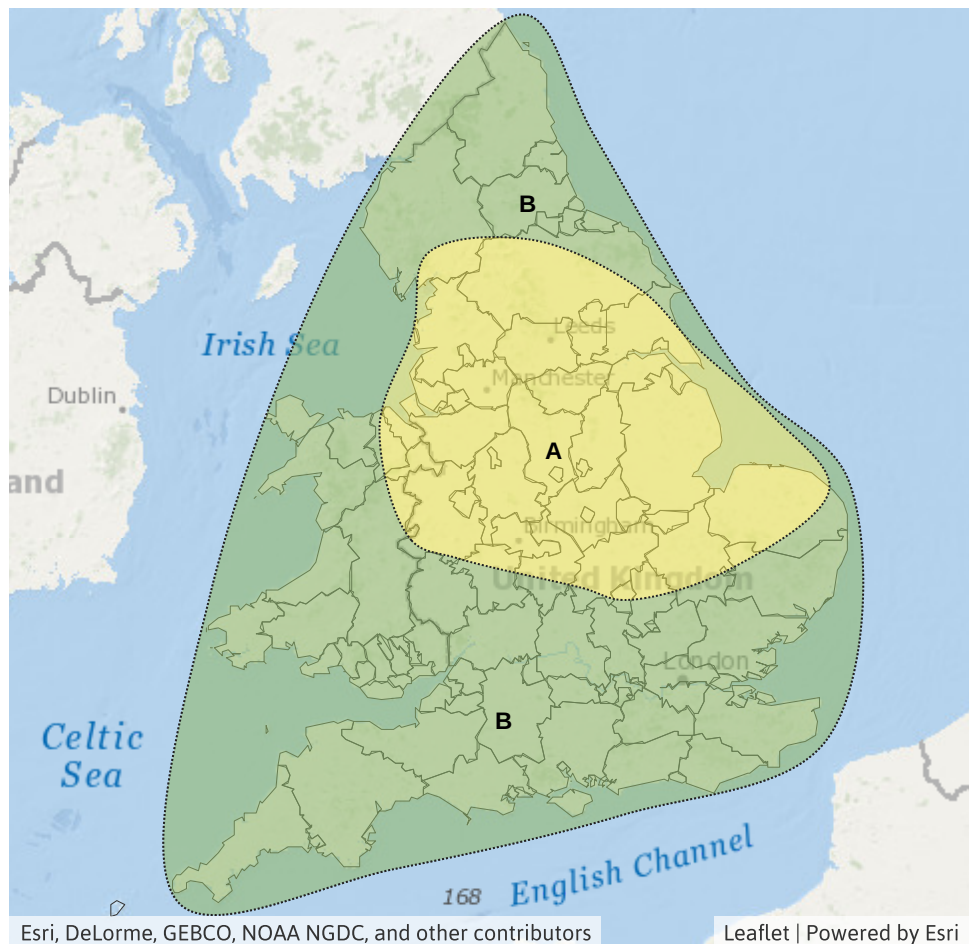 B
Leeds
Irish Sea
Manchester
Dublin
A
and
Birmingham
United Kingdom
London
B
Celtic
Sea
168
English Channel
Esri, DeLorme, GEBCO, NOAA NGDC, and other contributors
Leaflet | Powered by Esri